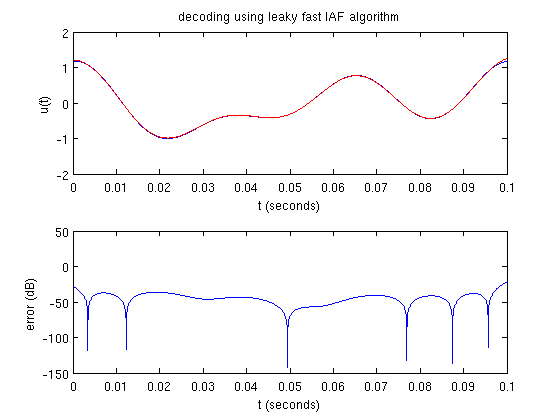 decoding using leaky fast IAF algorithm
2
1
0
-1
-2
u(t)
0 0.01 0.02 0.03 0.04 0.05 0.06 0.07 0.08 0.09 0.1
t (seconds)
50
0
-50
-100
-150
error (dB)
0 0.01 0.02 0.03 0.04 0.05 0.06 0.07 0.08 0.09 0.1
t (seconds)